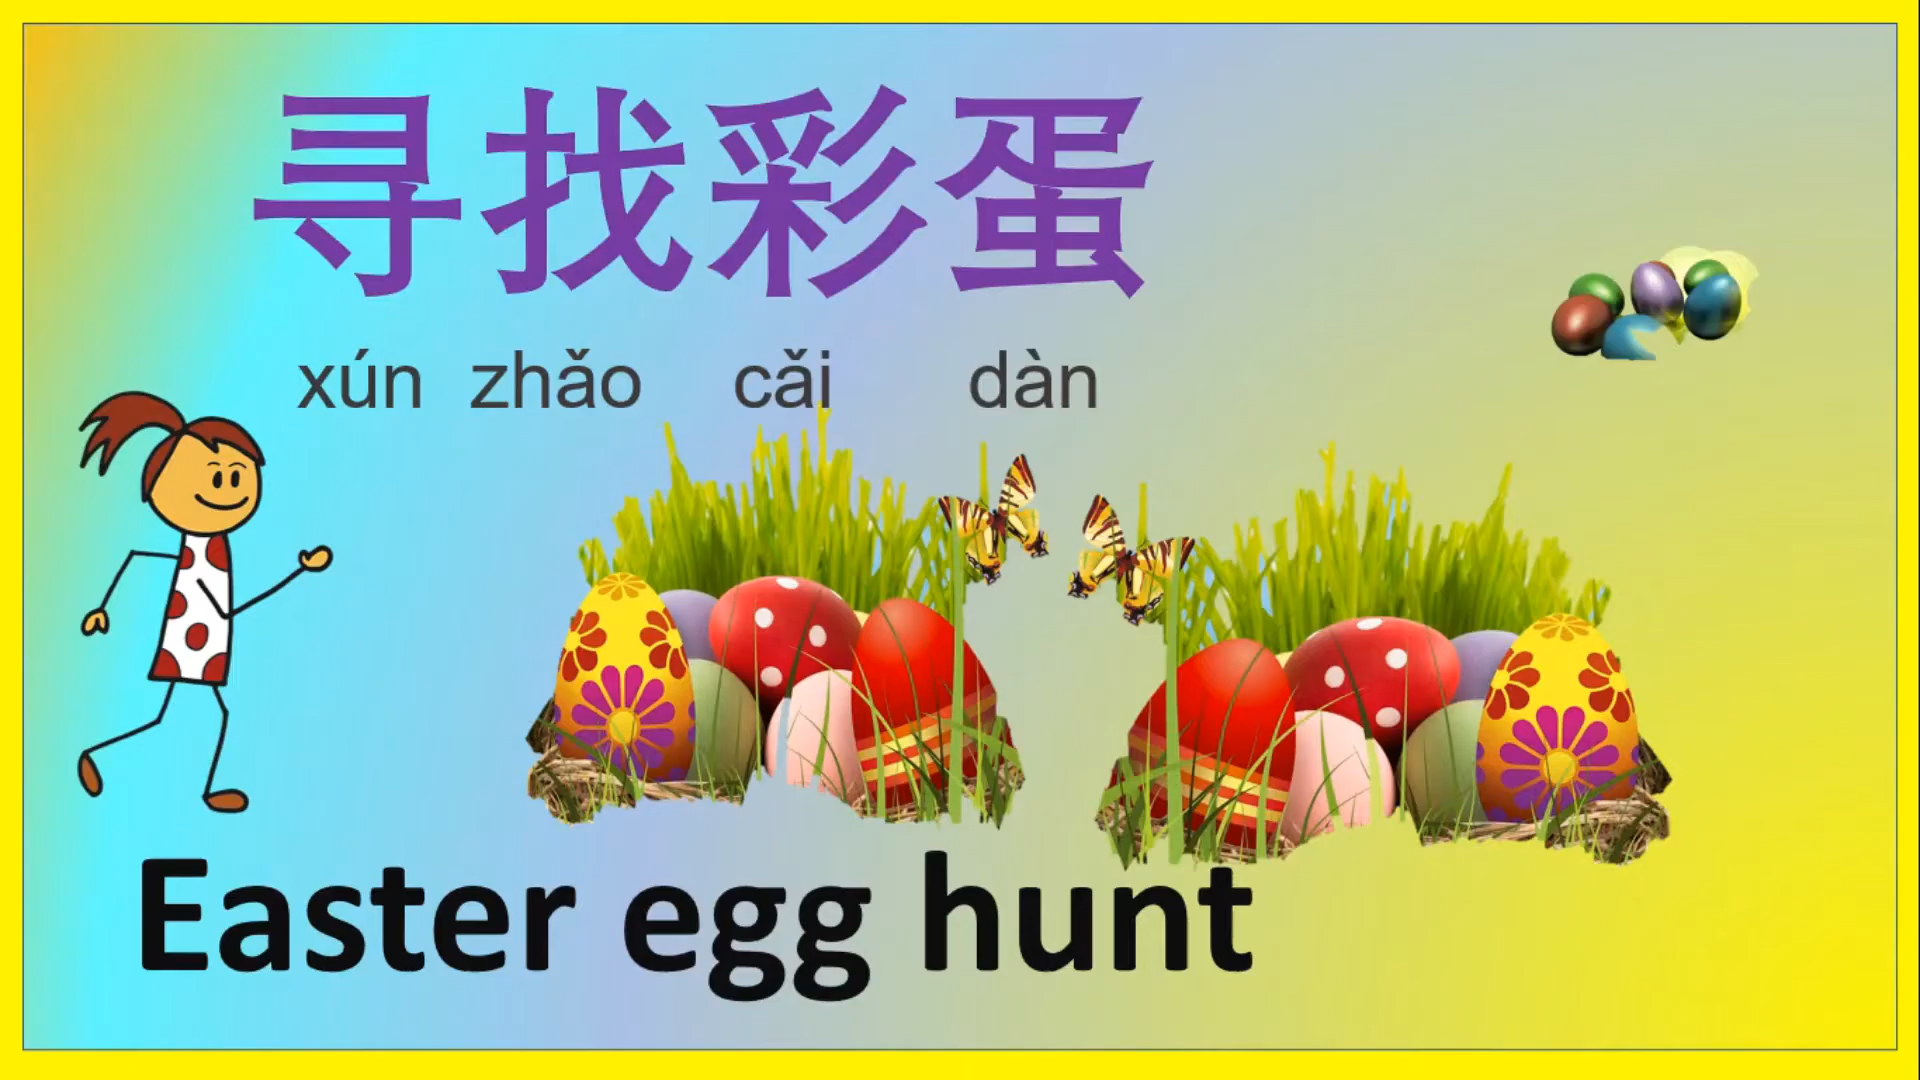 寻找彩蛋
xún zhǎo cǎi dàn
Easter egg hunt